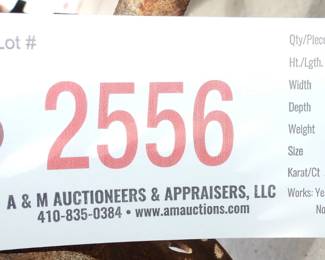 Lot #
2556
A & M AUCTIONEERS & APPRAISERS, LLC
410-835-0384 • www.amauctions.com
Ht./Lgth.
Width
Depth
Weight
Size
Karat/Ct
Works: